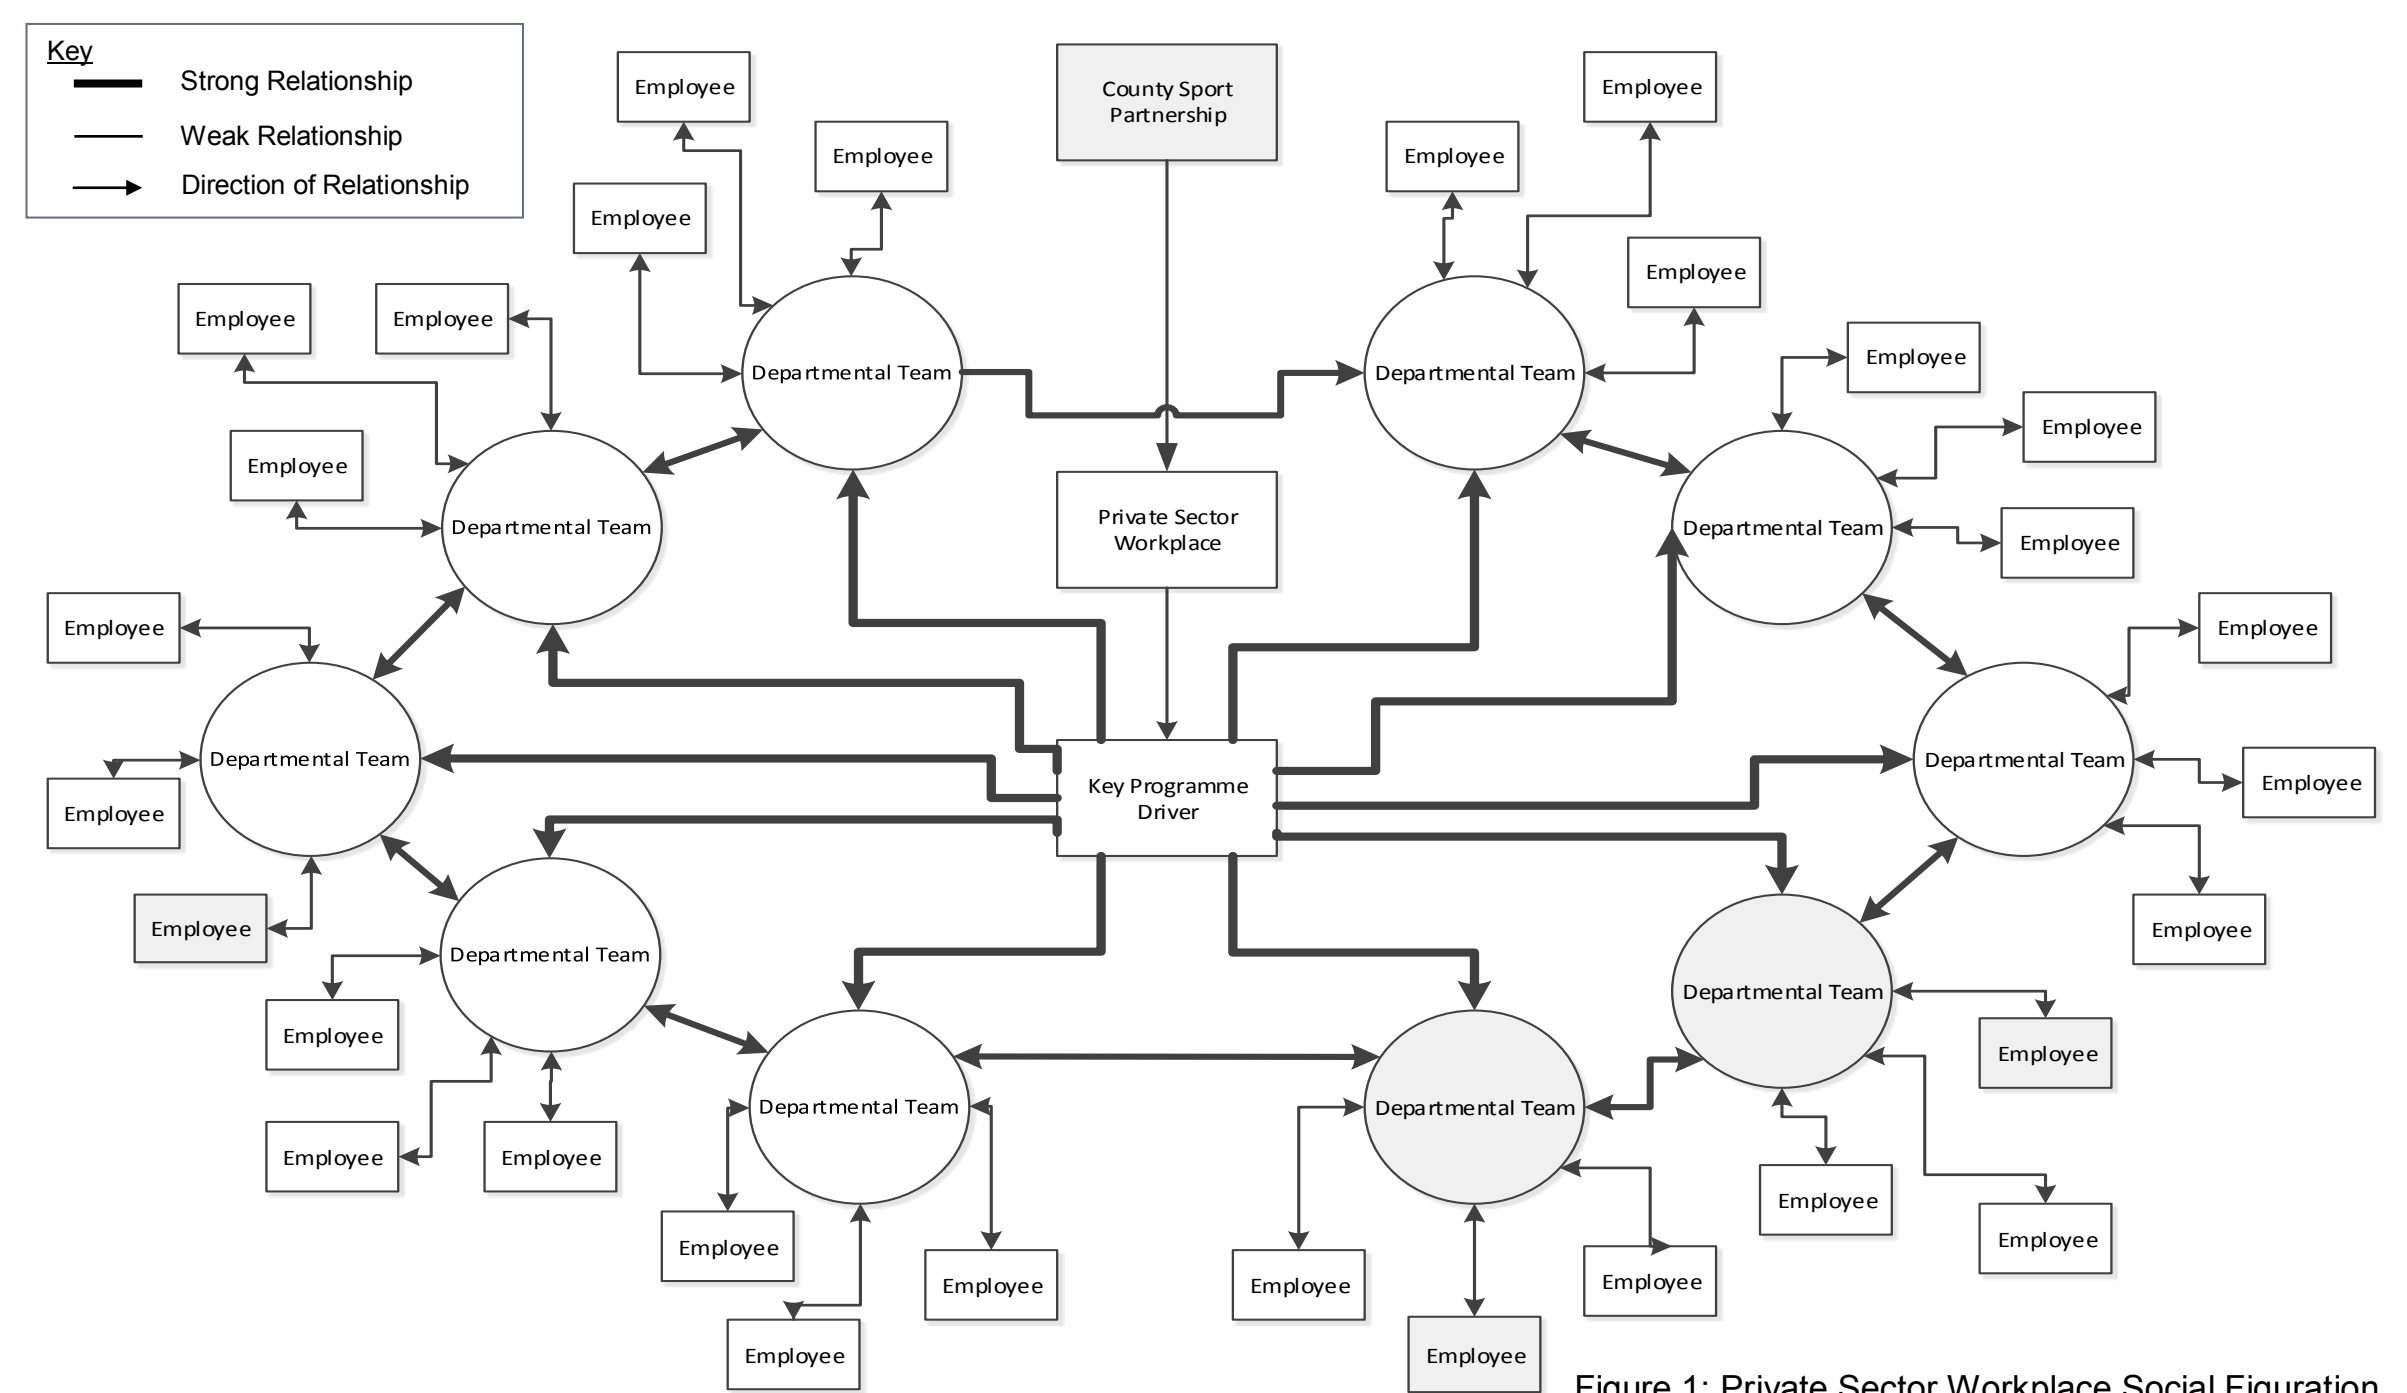 Key
Strong Relationship
Weak Relationship
Direction of Relationship
County Sport
Partnership
Employee
Employee
Employee
Employee
Employee
Employee
Employee
Employee
Departmental Team
Departmental Team
Employee
Employee
Employee
Employee
Private Sector
Workplace
Departmental Team
Departmental Team
Employee
Employee
Employee
Departmental Team
Departmental Team
Employee
Key Programme
Driver
Employee
Employee
Employee
Departmental Team
Departmental Team
Employee
Employee
Employee
Departmental Team
Departmental Team
Employee
Employee
Employee
Employee
Employee
Employee
Employee
Employee
Employee
Employee
Figure 1: Private Sector Workplace Social Figuration